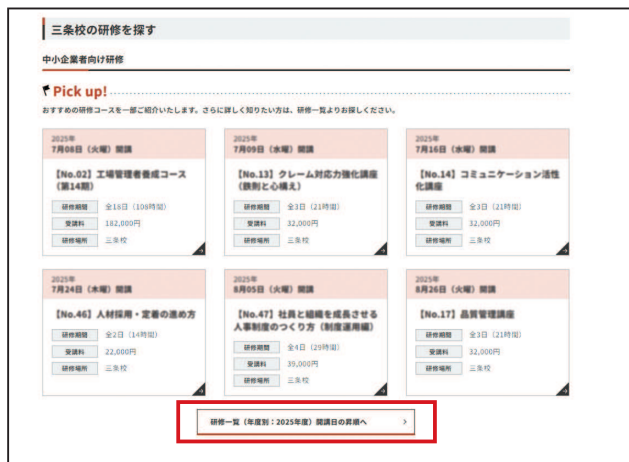 三条校の研修を探す
中小企業者向け研修
Pick up!
おすすめの研修コースを一部ご紹介いたします。さらに詳しく知りたい方は、研修一覧よりお探しください。
2025年
7月08日（火曜）開講
【No.02】工場管理者養成コース
（第14期）
研修期間 全18日（108時間）
受講料 182,000円
研修場所 三条校
2025年
7月09日（水曜）開講
【No.13】クレーム対応力強化講座
（鉄則と心構え）
研修期間 全3日（21時間）
受講料 32,000円
研修場所 三条校
2025年
7月16日（水曜）開講
【No.14】コミュニケーション活性
化講座
研修期間 全3日（21時間）
受講料 32,000円
研修場所 三条校
2025年
7月24日（木曜）開講
【No.46】人材採用・定着の進め方
研修期間 全2日（14時間）
受講料 22,000円
研修場所 三条校
2025年
8月05日（火曜）開講
【No.47】社員と組織を成長させる
人事制度のつくり方（制度運用編）
研修期間 全4日（29時間）
受講料 39,000円
研修場所 三条校
2025年
8月26日（火曜）開講
【No.17】品質管理講座
研修期間 全3日（21時間）
受講料 32,000円
研修場所 三条校
研修一覧（年度別：2025年度）開講日の昇順へ